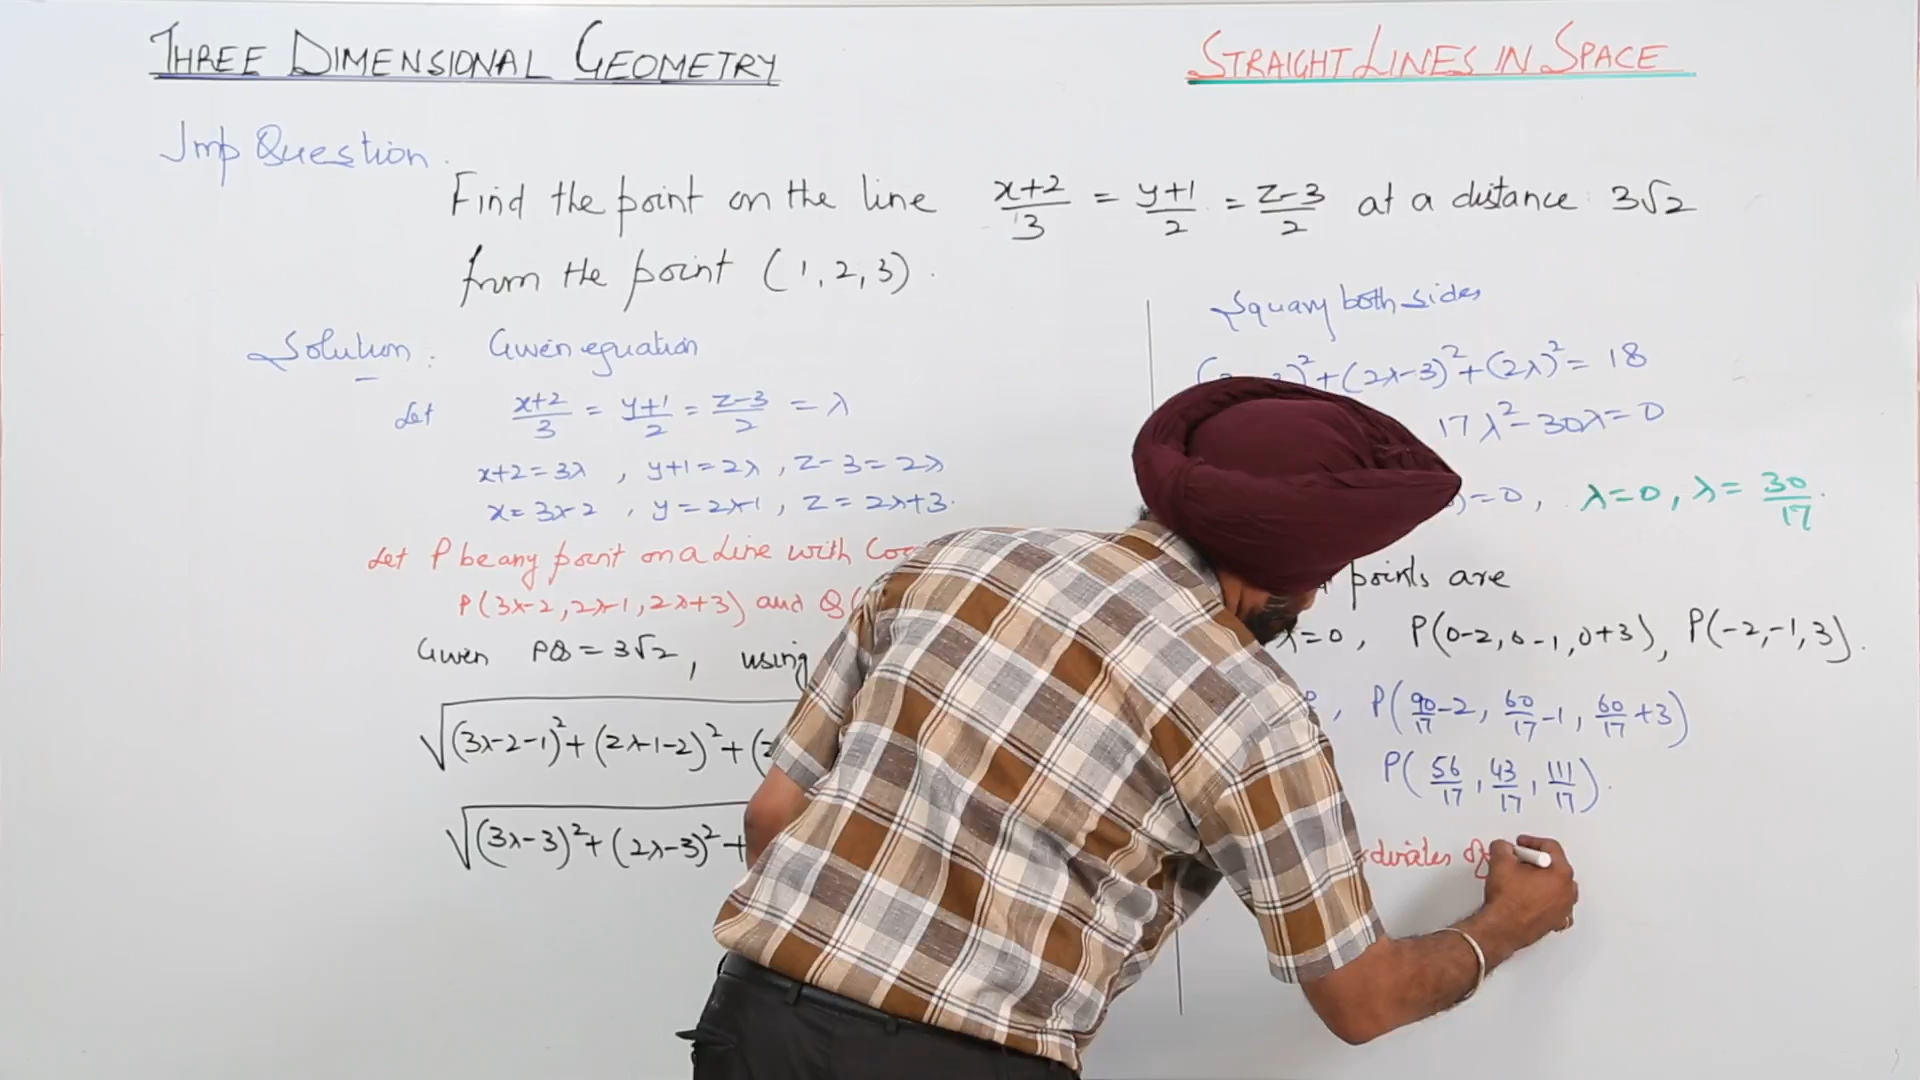 THREE DIMENSIONAL GEOMETRY
STRAIGHT LINES IN SPACE
Imp Question.
Find the point on the line (x+2)/3 = (y+1)/2 = (z-3)/2 at a distance 3√2
from the point (1, 2, 3).
Solution: Given equation
Let (x+2)/3 = (y+1)/2 = (z-3)/2 = λ
x+2=3λ , y+1=2λ , z-3=2λ
x=3λ-2 , y=2λ-1 , z=2λ+3.
Let P be any point on a line with
P(3λ-2, 2λ-1, 2λ+3) and Q(
Given PQ = 3√2, using
√(3λ-2-1)²+(2λ-1-2)²+(2
√(3λ-3)²+(2λ-3)²+
Squaring both sides
)²+(2λ-3)²+(2λ)²= 18
17λ²-30λ=0
)=0, λ=0, λ= 30/17.
points are
λ=0, P(0-2, 0-1, 0+3), P(-2,-1,3).
, P(90/17-2, 60/17-1, 60/17+3)
P(56/17, 43/17, 111/17).
dinates of